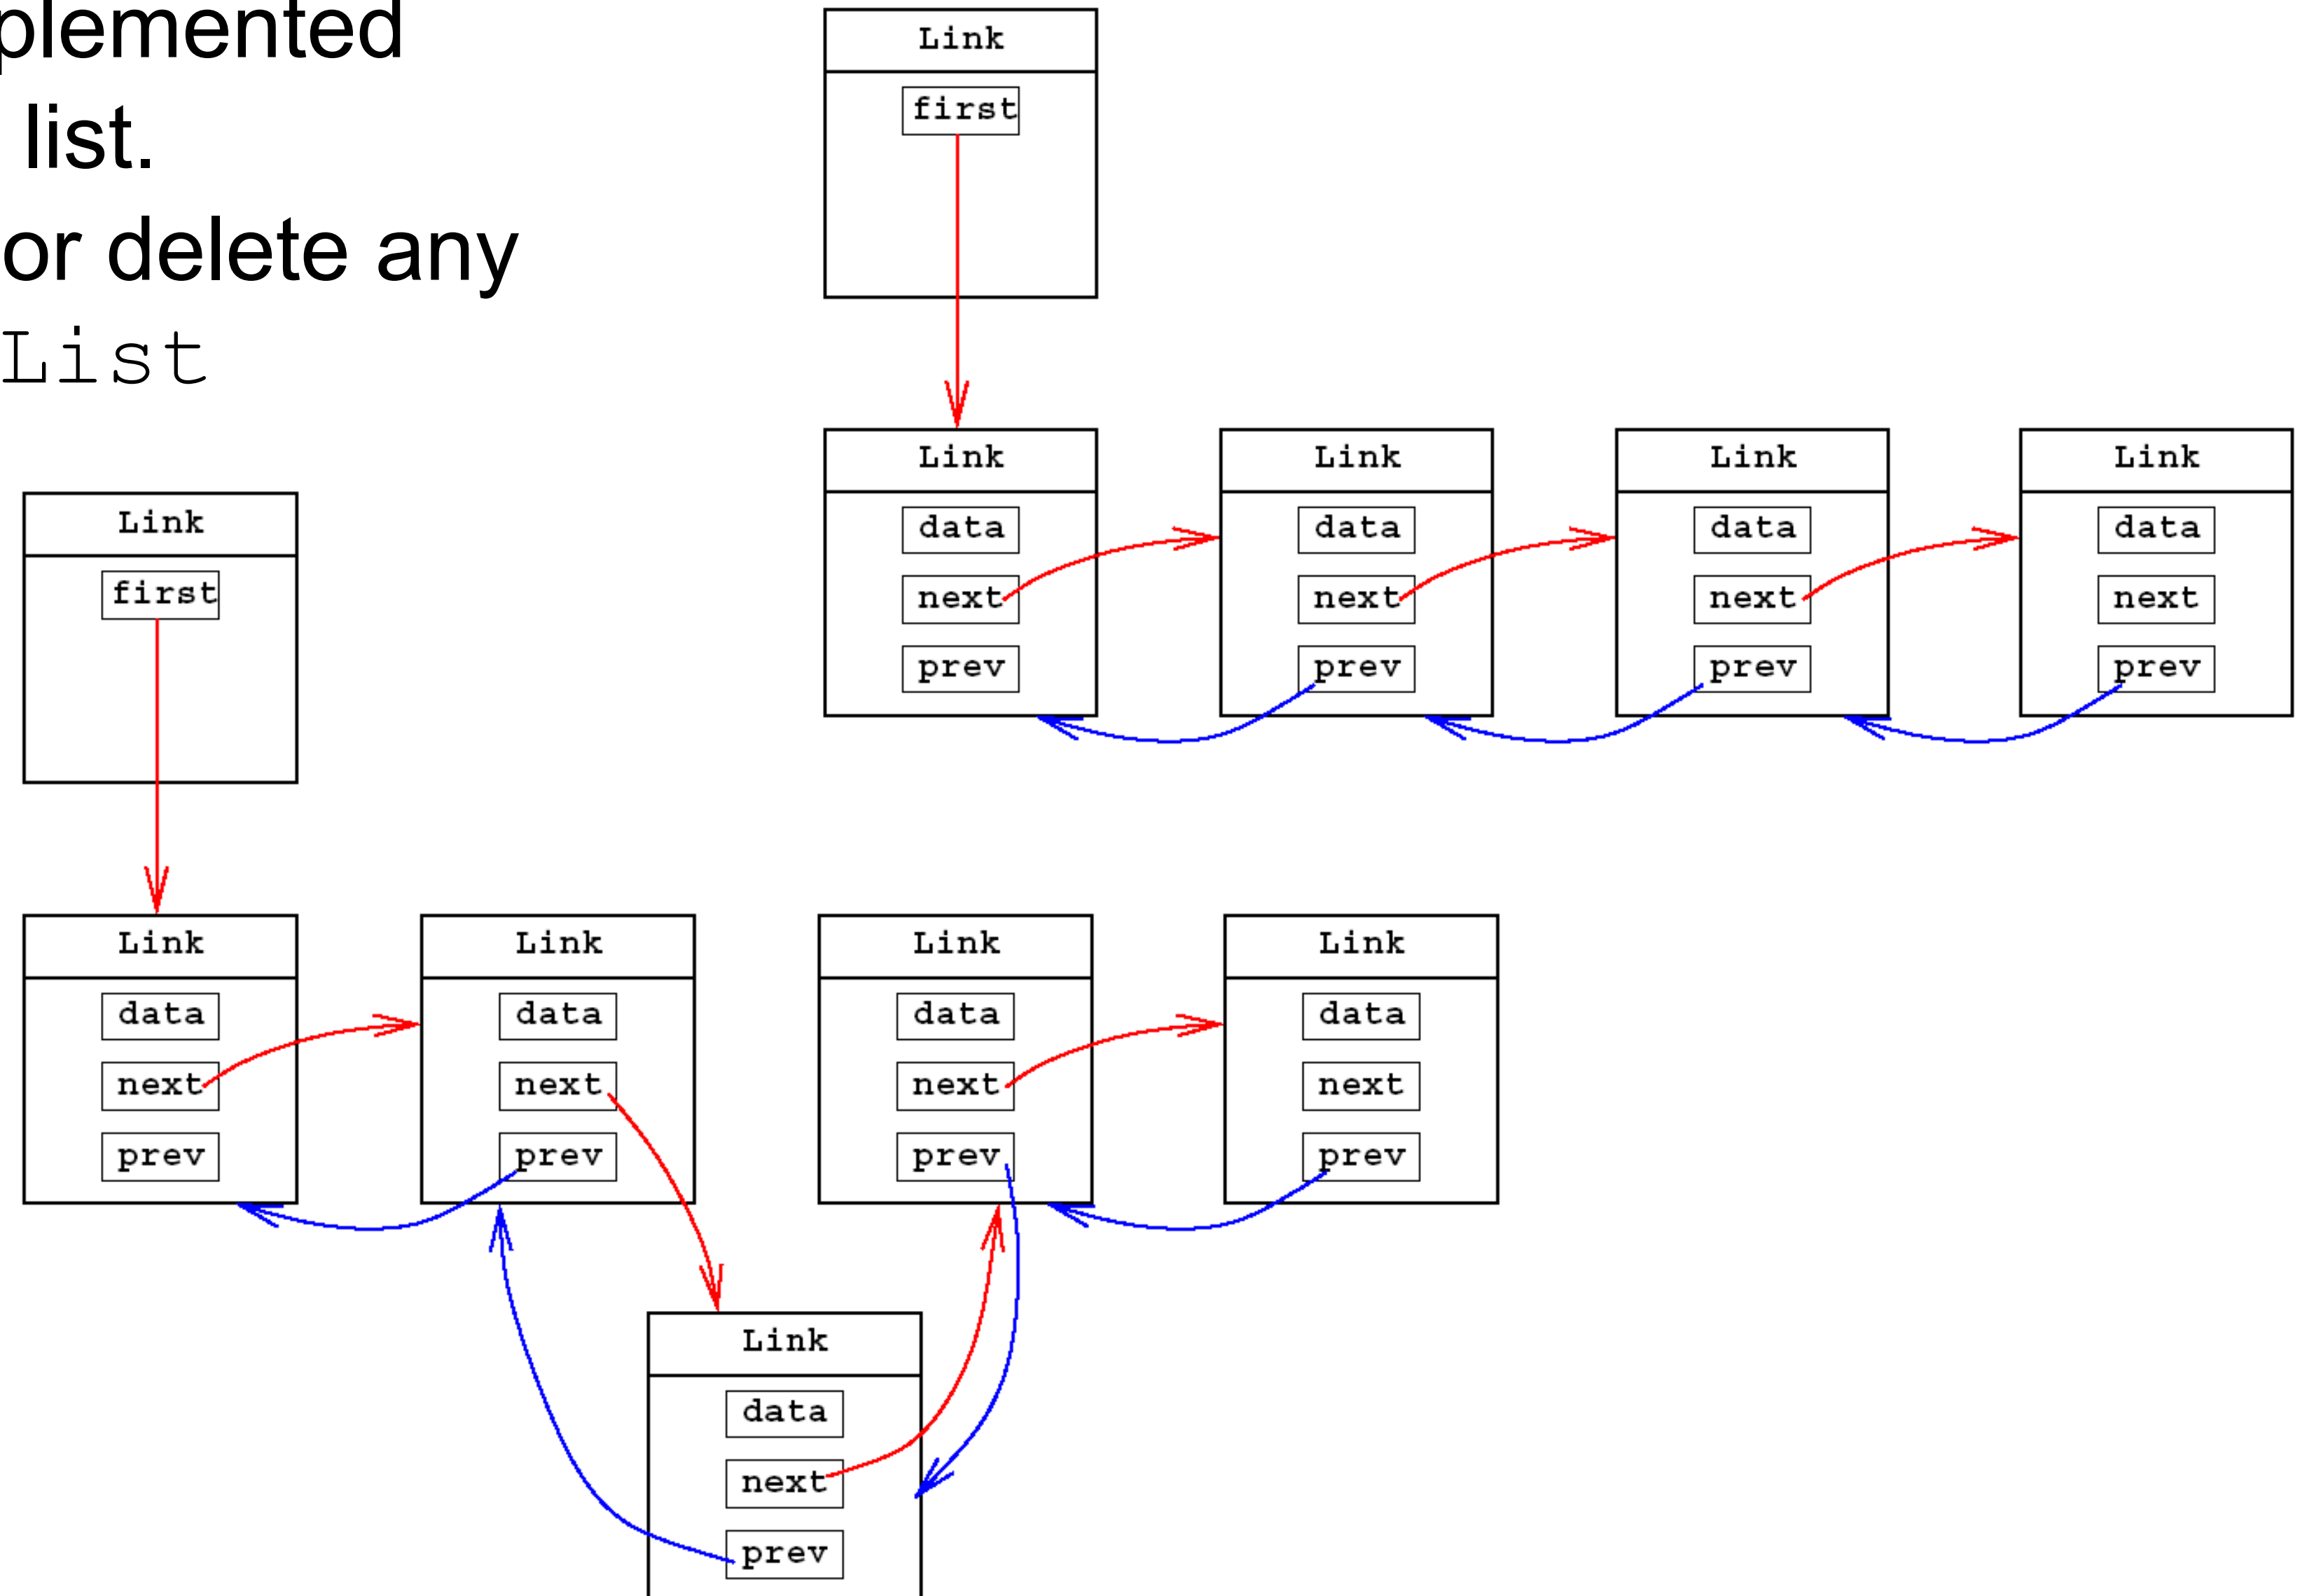 plemented
list.
or delete any
List
Link
first
Link Link Link Link
data data data data
next next next next
prev prev prev prev
Link
first
Link Link Link Link
data data data data
next next next next
prev prev prev prev
Link
data
next
prev